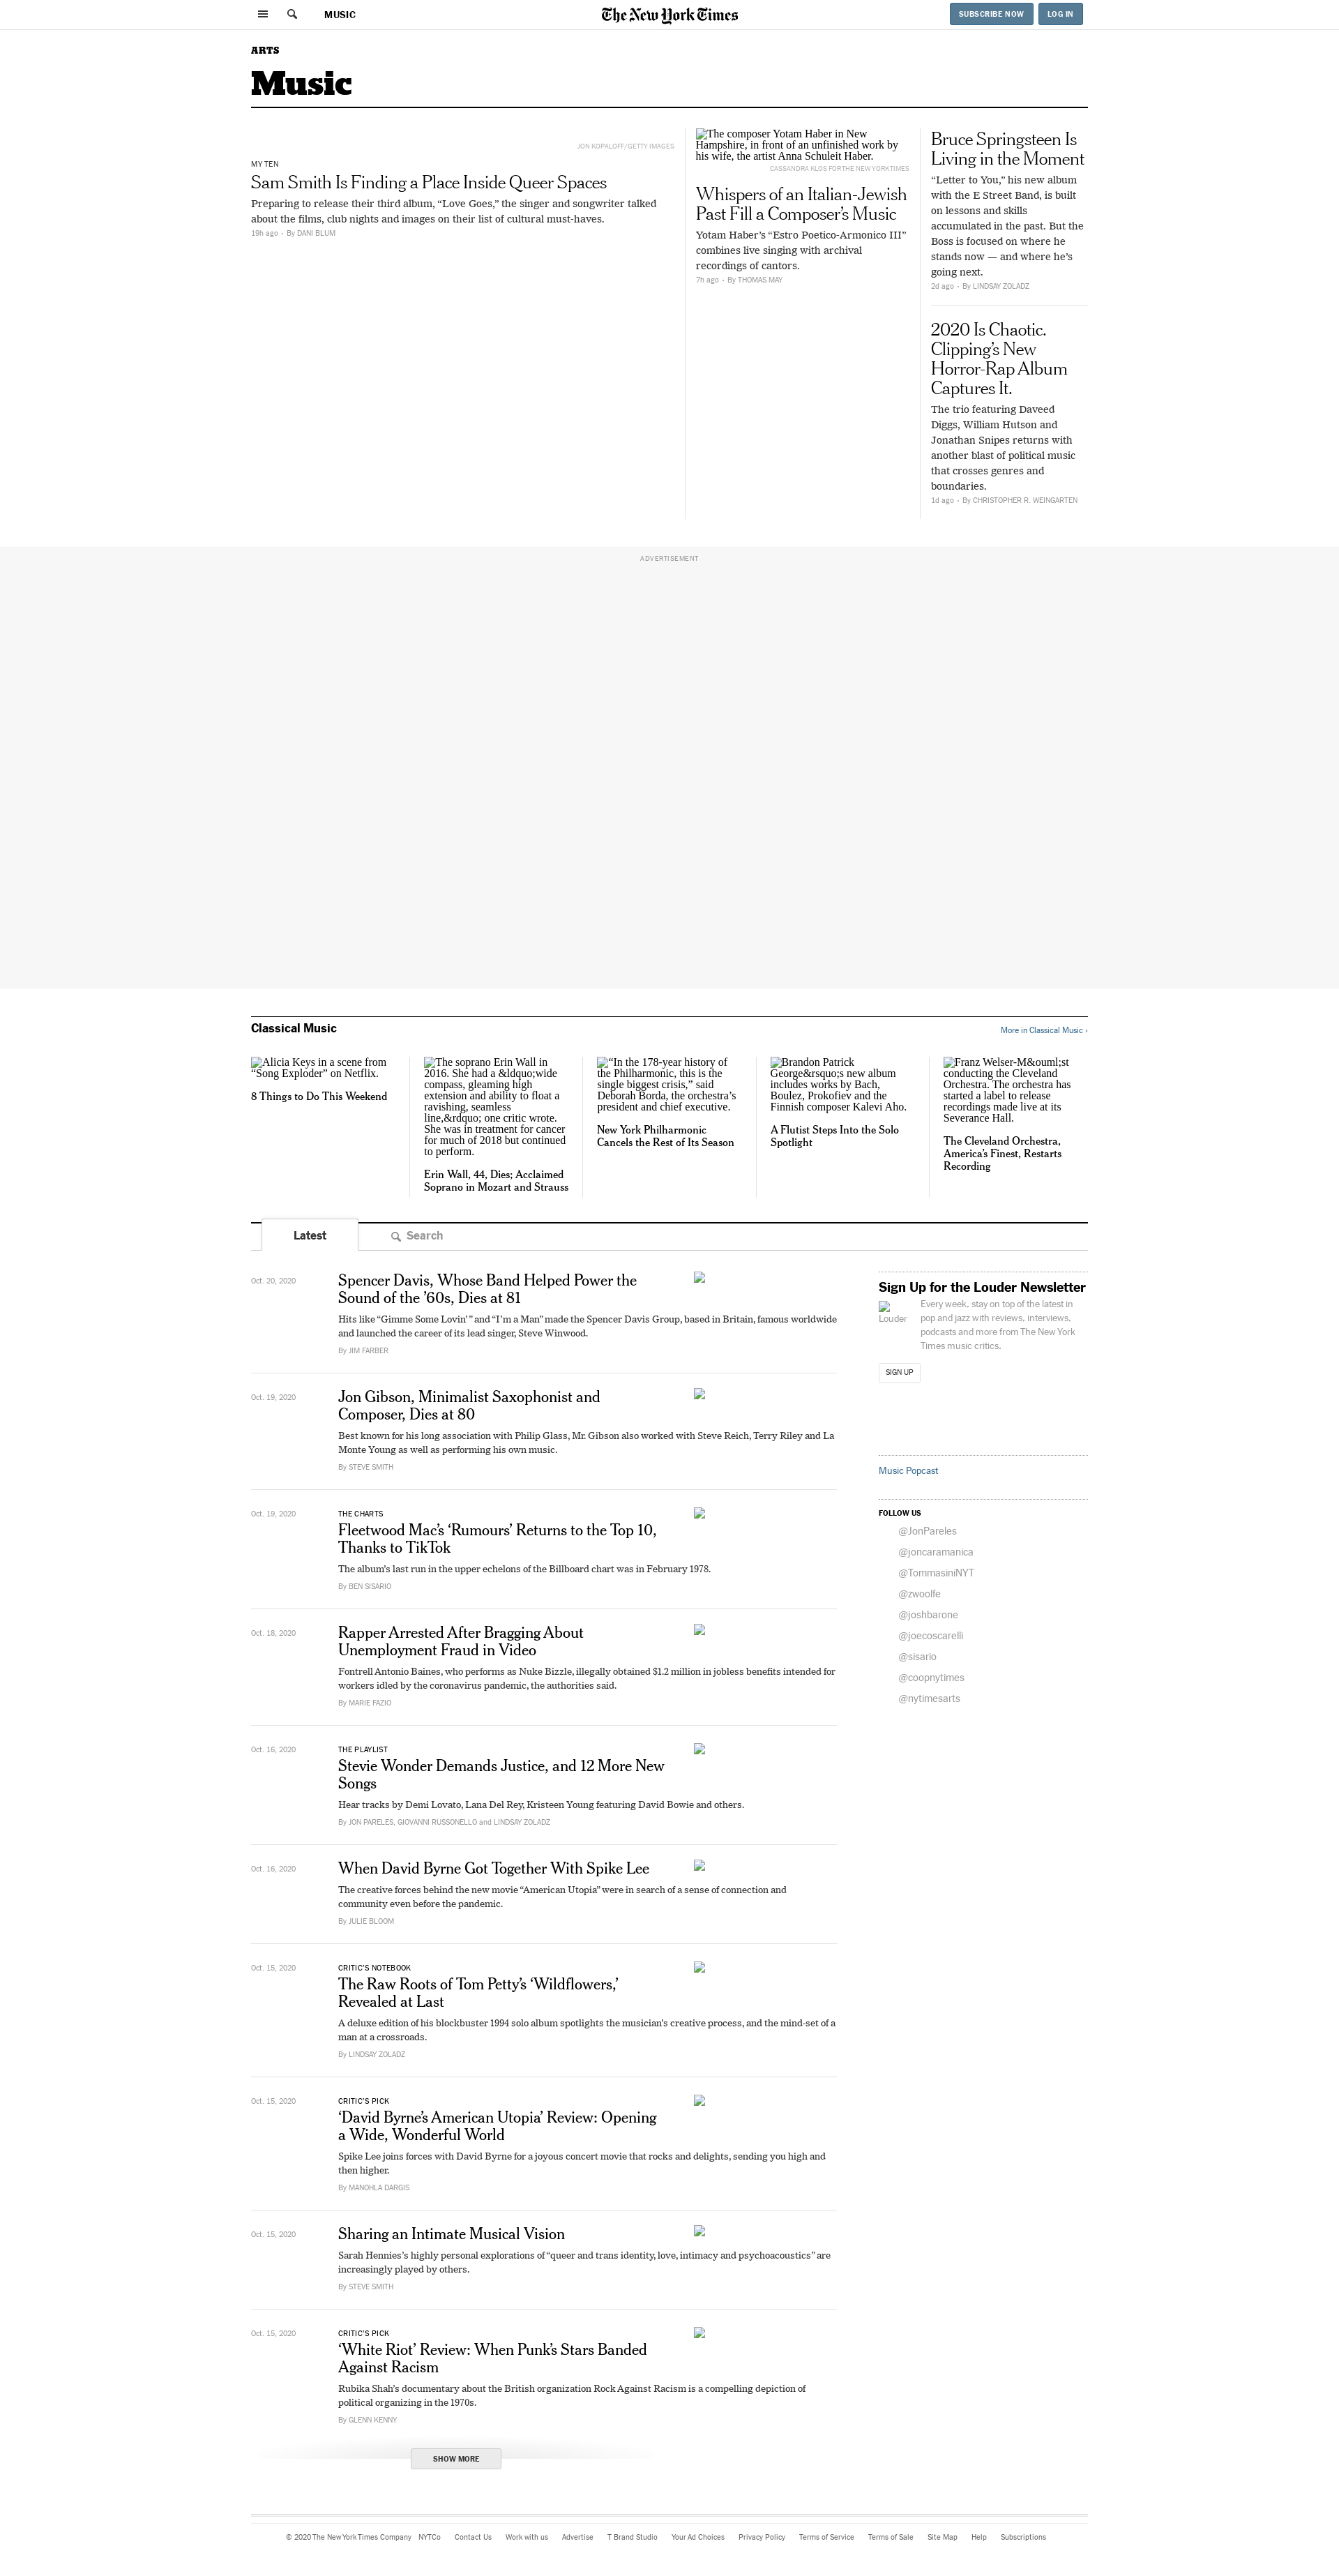 MUSIC
The New York Times
SUBSCRIBE NOW
LOG IN
ARTS
Music
JON KOPALOFF/GETTY IMAGES
MY TEN
Sam Smith Is Finding a Place Inside Queer Spaces
Preparing to release their third album, “Love Goes,” the singer and songwriter talked
about the films, club nights and images on their list of cultural must-haves.
19h ago • By DANI BLUM
The composer Yotam Haber in New
Hampshire, in front of an unfinished work by
his wife, the artist Anna Schuleit Haber.
CASSANDRA KLOS FOR THE NEW YORK TIMES
Whispers of an Italian-Jewish
Past Fill a Composer’s Music
Yotam Haber’s “Estro Poetico-Armonico III”
combines live singing with archival
recordings of cantors.
7h ago • By THOMAS MAY
Bruce Springsteen Is
Living in the Moment
“Letter to You,” his new album
with the E Street Band, is built
on lessons and skills
accumulated in the past. But the
Boss is focused on where he
stands now — and where he’s
going next.
2d ago • By LINDSAY ZOLADZ
2020 Is Chaotic.
Clipping’s New
Horror-Rap Album
Captures It.
The trio featuring Daveed
Diggs, William Hutson and
Jonathan Snipes returns with
another blast of political music
that crosses genres and
boundaries.
1d ago • By CHRISTOPHER R. WEINGARTEN
ADVERTISEMENT
Classical Music
More in Classical Music ›
Alicia Keys in a scene from
“Song Exploder” on Netflix.
8 Things to Do This Weekend
The soprano Erin Wall in
2016. She had a &ldquo;wide
compass, gleaming high
extension and ability to float a
ravishing, seamless
line,&rdquo; one critic wrote.
She was in treatment for cancer
for much of 2018 but continued
to perform.
Erin Wall, 44, Dies; Acclaimed
Soprano in Mozart and Strauss
“In the 178-year history of
the Philharmonic, this is the
single biggest crisis,” said
Deborah Borda, the orchestra’s
president and chief executive.
New York Philharmonic
Cancels the Rest of Its Season
Brandon Patrick
George&rsquo;s new album
includes works by Bach,
Boulez, Prokofiev and the
Finnish composer Kalevi Aho.
A Flutist Steps Into the Solo
Spotlight
Franz Welser-M&ouml;st
conducting the Cleveland
Orchestra. The orchestra has
started a label to release
recordings made live at its
Severance Hall.
The Cleveland Orchestra,
America’s Finest, Restarts
Recording
Latest
Search
Oct. 20, 2020
Spencer Davis, Whose Band Helped Power the
Sound of the ’60s, Dies at 81
Hits like “Gimme Some Lovin’ ” and “I’m a Man” made the Spencer Davis Group, based in Britain, famous worldwide
and launched the career of its lead singer, Steve Winwood.
By JIM FARBER
Oct. 19, 2020
Jon Gibson, Minimalist Saxophonist and
Composer, Dies at 80
Best known for his long association with Philip Glass, Mr. Gibson also worked with Steve Reich, Terry Riley and La
Monte Young as well as performing his own music.
By STEVE SMITH
Oct. 19, 2020
THE CHARTS
Fleetwood Mac’s ‘Rumours’ Returns to the Top 10,
Thanks to TikTok
The album’s last run in the upper echelons of the Billboard chart was in February 1978.
By BEN SISARIO
Oct. 18, 2020
Rapper Arrested After Bragging About
Unemployment Fraud in Video
Fontrell Antonio Baines, who performs as Nuke Bizzle, illegally obtained $1.2 million in jobless benefits intended for
workers idled by the coronavirus pandemic, the authorities said.
By MARIE FAZIO
Oct. 16, 2020
THE PLAYLIST
Stevie Wonder Demands Justice, and 12 More New
Songs
Hear tracks by Demi Lovato, Lana Del Rey, Kristeen Young featuring David Bowie and others.
By JON PARELES, GIOVANNI RUSSONELLO and LINDSAY ZOLADZ
Oct. 16, 2020
When David Byrne Got Together With Spike Lee
The creative forces behind the new movie “American Utopia” were in search of a sense of connection and
community even before the pandemic.
By JULIE BLOOM
Oct. 15, 2020
CRITIC’S NOTEBOOK
The Raw Roots of Tom Petty’s ‘Wildflowers,’
Revealed at Last
A deluxe edition of his blockbuster 1994 solo album spotlights the musician’s creative process, and the mind-set of a
man at a crossroads.
By LINDSAY ZOLADZ
Oct. 15, 2020
CRITIC’S PICK
‘David Byrne’s American Utopia’ Review: Opening
a Wide, Wonderful World
Spike Lee joins forces with David Byrne for a joyous concert movie that rocks and delights, sending you high and
then higher.
By MANOHLA DARGIS
Oct. 15, 2020
Sharing an Intimate Musical Vision
Sarah Hennies’s highly personal explorations of “queer and trans identity, love, intimacy and psychoacoustics” are
increasingly played by others.
By STEVE SMITH
Oct. 15, 2020
CRITIC’S PICK
‘White Riot’ Review: When Punk’s Stars Banded
Against Racism
Rubika Shah’s documentary about the British organization Rock Against Racism is a compelling depiction of
political organizing in the 1970s.
By GLENN KENNY
SHOW MORE
Sign Up for the Louder Newsletter
Louder
Every week, stay on top of the latest in
pop and jazz with reviews, interviews,
podcasts and more from The New York
Times music critics.
SIGN UP
Music Popcast
FOLLOW US
@JonPareles
@joncaramanica
@TommasiniNYT
@zwoolfe
@joshbarone
@joecoscarelli
@sisario
@coopnytimes
@nytimesarts
© 2020 The New York Times Company NYTCo Contact Us Work with us Advertise T Brand Studio Your Ad Choices Privacy Policy Terms of Service Terms of Sale Site Map Help Subscriptions